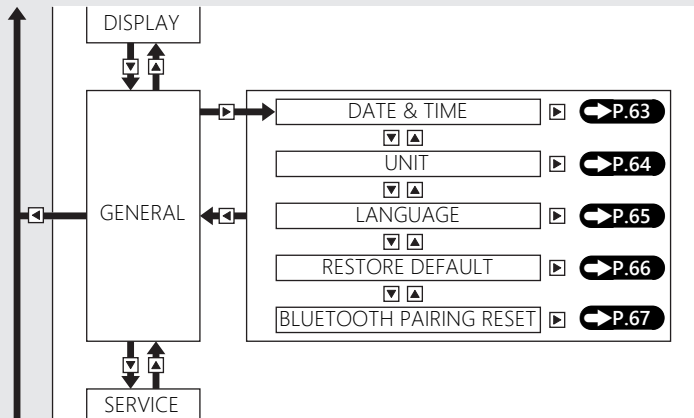 DISPLAY
GENERAL
DATE & TIME P.63
UNIT P.64
LANGUAGE P.65
RESTORE DEFAULT P.66
BLUETOOTH PAIRING RESET P.67
SERVICE